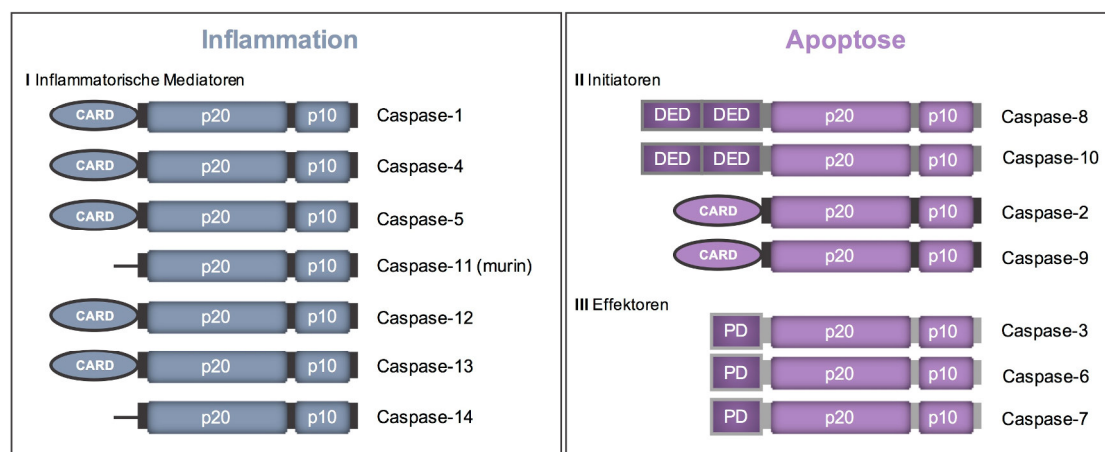 Inflammation
I Inflammatorische Mediatoren
CARD p20 p10 Caspase-1
CARD p20 p10 Caspase-4
CARD p20 p10 Caspase-5
p20 p10 Caspase-11 (murin)
CARD p20 p10 Caspase-12
CARD p20 p10 Caspase-13
p20 p10 Caspase-14
Apoptose
II Initiatoren
DED DED p20 p10 Caspase-8
DED DED p20 p10 Caspase-10
CARD p20 p10 Caspase-2
CARD p20 p10 Caspase-9
III Effektoren
PD p20 p10 Caspase-3
PD p20 p10 Caspase-6
PD p20 p10 Caspase-7